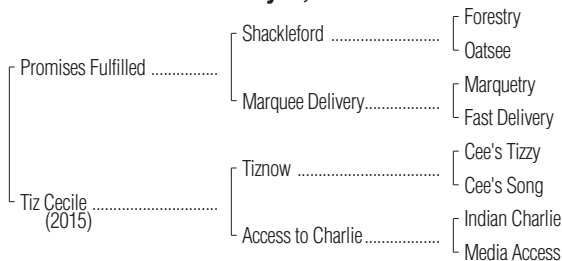 Forestry
Shackleford ....................
Oatsee
Promises Fulfilled ...............
Marquetry
Marquee Delivery..............
Fast Delivery
Cee's Tizzy
Tiznow ..........................
Cee's Song
Tiz Cecile ...........................
(2015)
Indian Charlie
Access to Charlie..............
Media Access